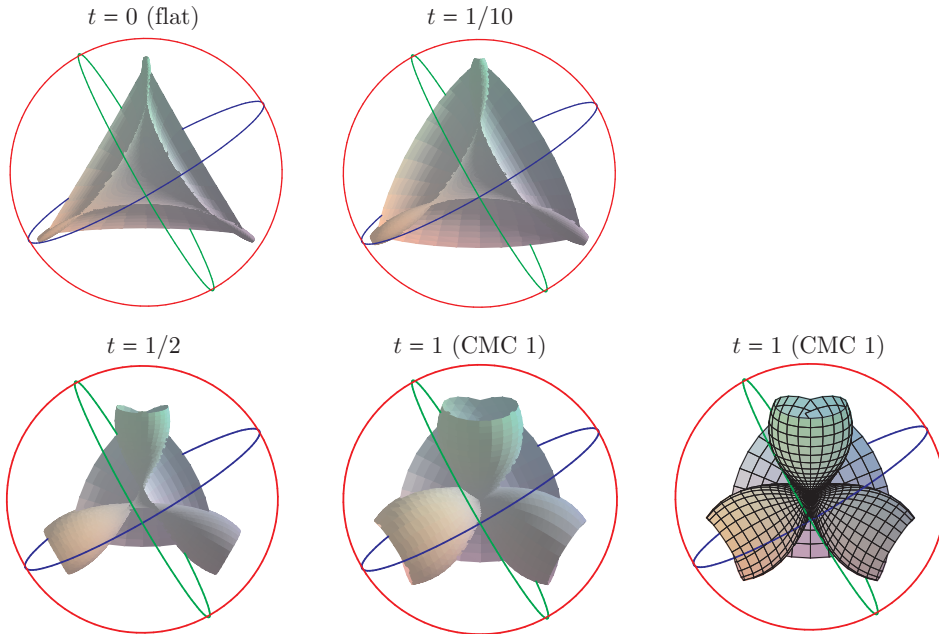 t = 0 (flat)
t = 1/10
t = 1/2
t = 1 (CMC 1)
t = 1 (CMC 1)